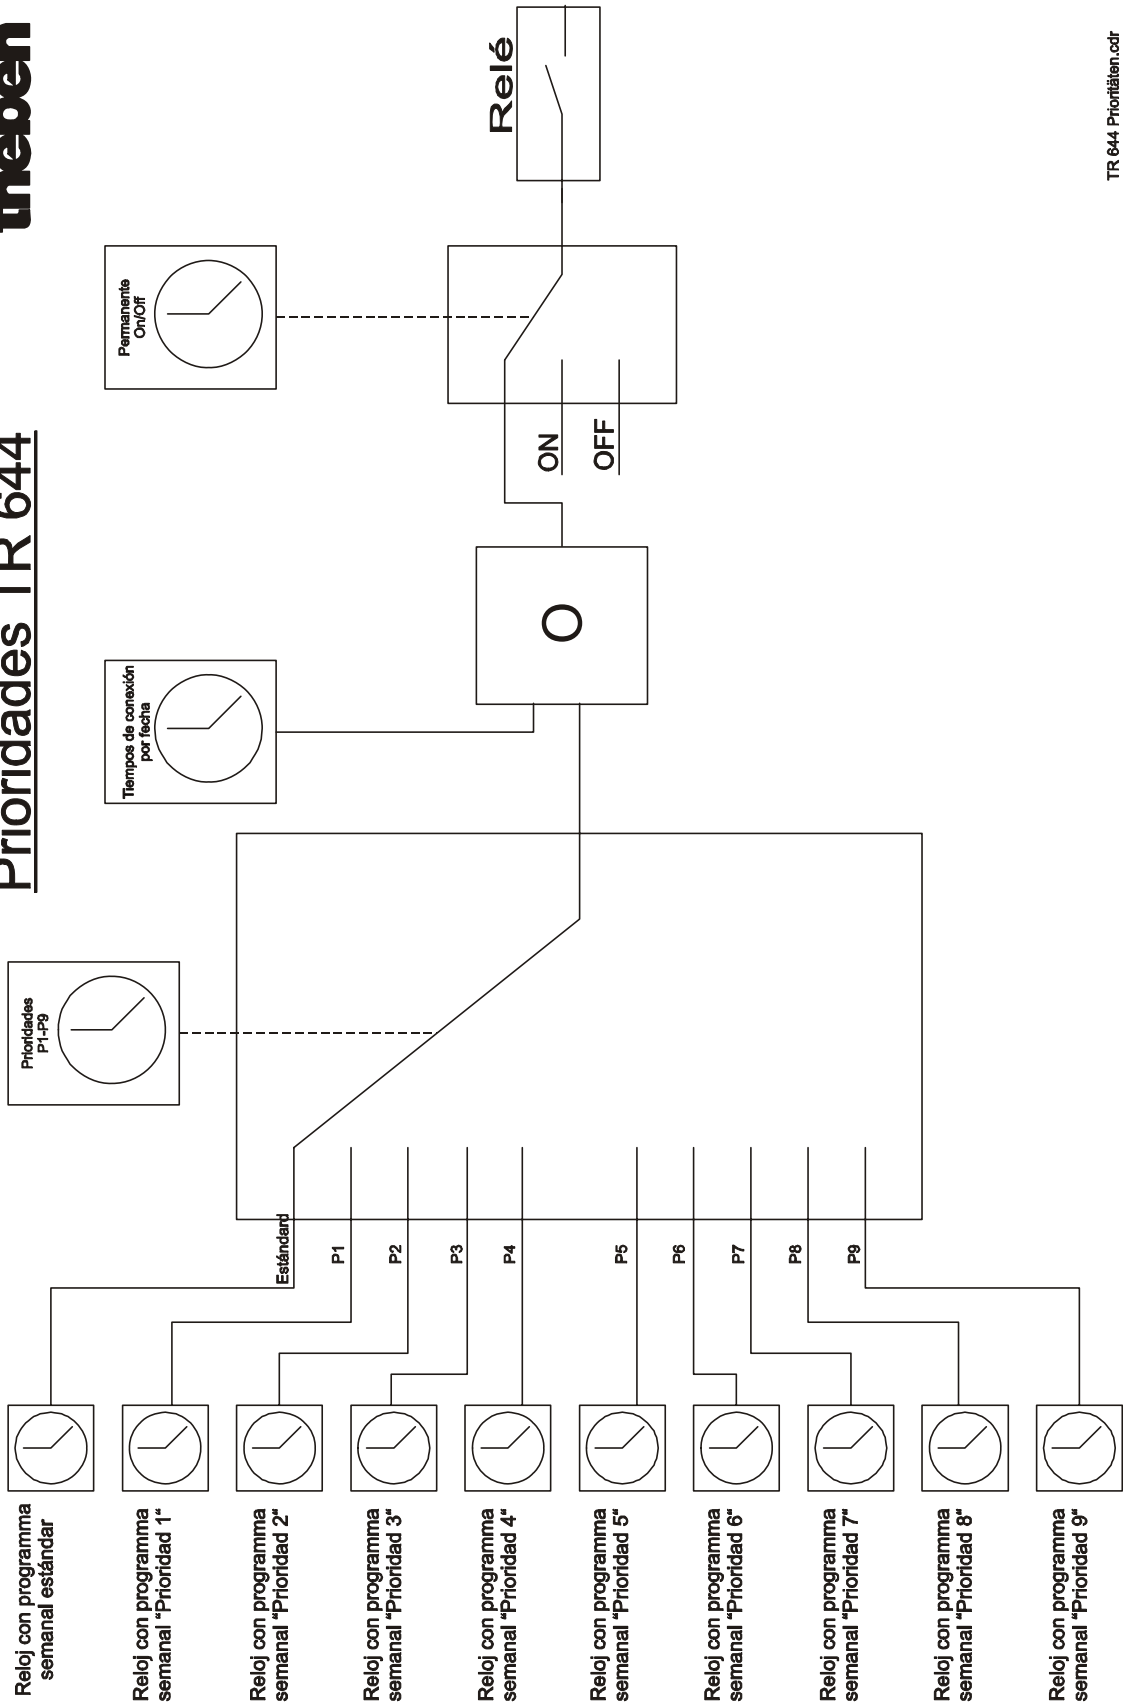 theben
Prioridades TR 644
Prioridades
P1-P9
Tiempos de conexión
por fecha
Permanente
On/Off
Reloj con programma
semanal estándar
Reloj con programma
semanal “Prioridad 1“
Reloj con programma
semanal “Prioridad 2“
Reloj con programma
semanal “Prioridad 3“
Reloj con programma
semanal “Prioridad 4“
Reloj con programma
semanal “Prioridad 5“
Reloj con programma
semanal “Prioridad 6“
Reloj con programma
semanal “Prioridad 7“
Reloj con programma
semanal “Prioridad 8“
Reloj con programma
semanal “Prioridad 9“
Estándard
P1
P2
P3
P4
P5
P6
P7
P8
P9
O
ON
OFF
Relé
TR 644 Prioritäten.cdr